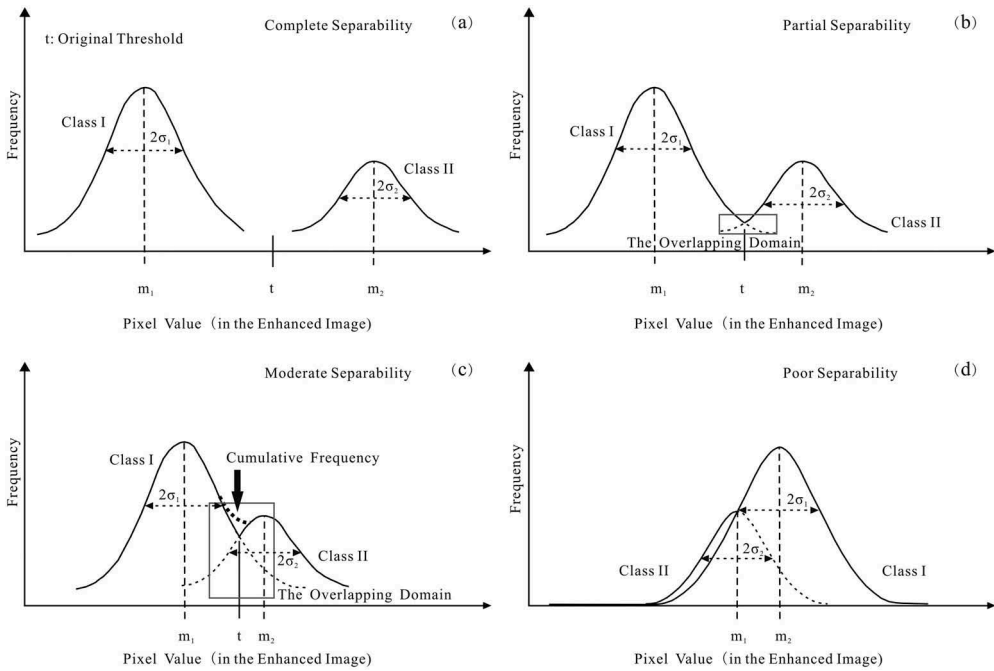 Complete Separability (a)
t: Original Threshold
Frequency
Class I
2σ₁
Class II
2σ₂
m₁ t m₂
Pixel Value (in the Enhanced Image)
Partial Separability (b)
Frequency
Class I
2σ₁
2σ₂
Class II
The Overlapping Domain
m₁ t m₂
Pixel Value (in the Enhanced Image)
Moderate Separability (c)
Frequency
Class I
Cumulative Frequency
2σ₁
2σ₂
Class II
The Overlapping Domain
m₁ t m₂
Pixel Value (in the Enhanced Image)
Poor Separability (d)
Frequency
2σ₁
2σ₂
Class II
Class I
m₁ m₂
Pixel Value (in the Enhanced Image)